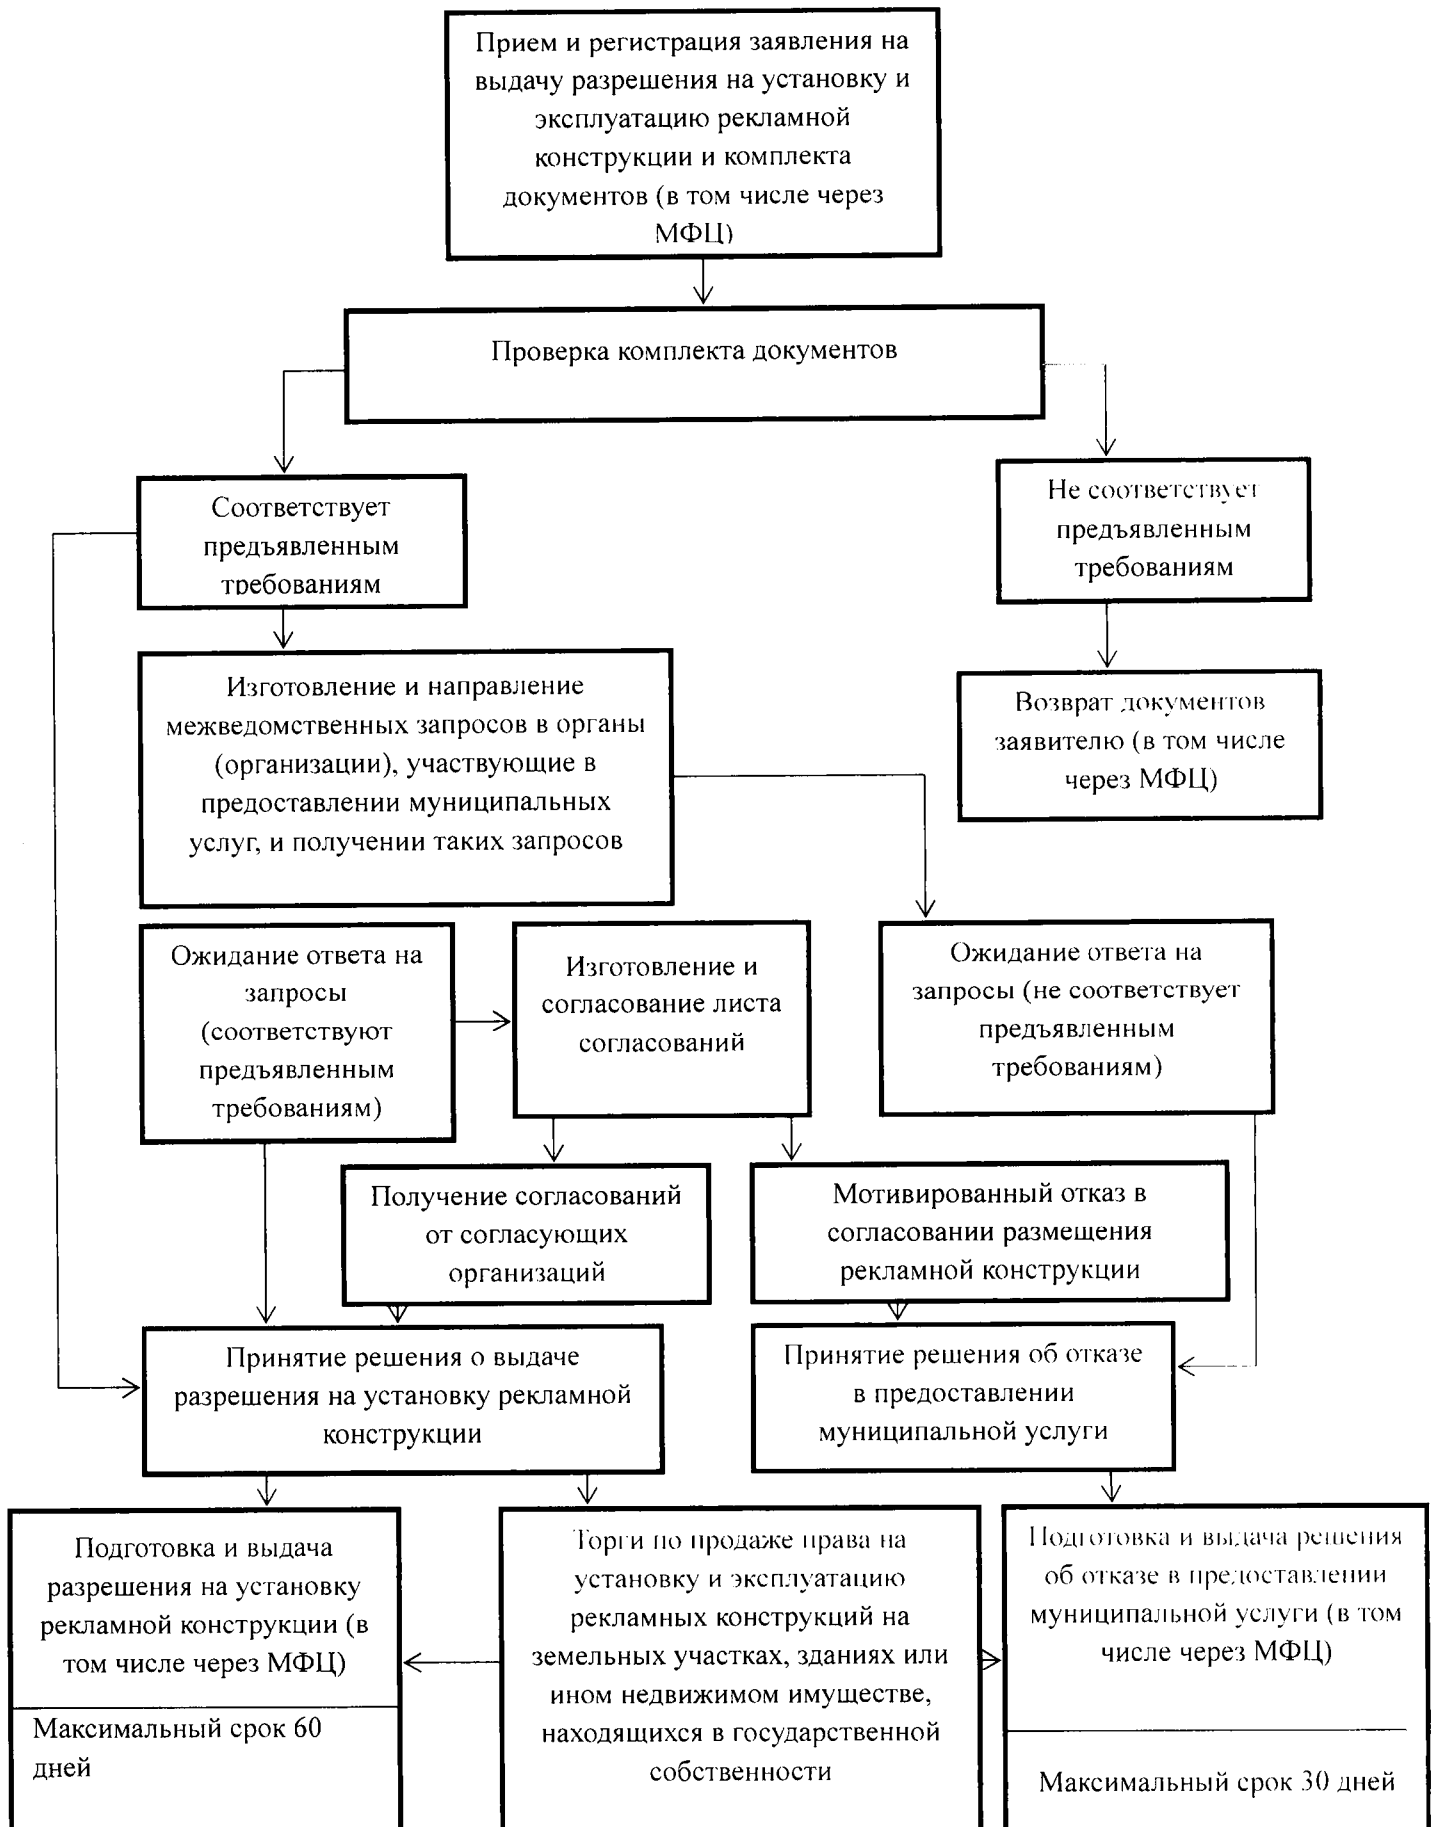 Прием и регистрация заявления на
выдачу разрешения на установку и
эксплуатацию рекламной
конструкции и комплекта
документов (в том числе через
МФЦ)
Проверка комплекта документов
Соответствует
предъявленным
требованиям
Не соответствует
предъявленным
требованиям
Изготовление и направление
межведомственных запросов в органы
(организации), участвующие в
предоставлении муниципальных
услуг, и получении таких запросов
Возврат документов
заявителю (в том числе
через МФЦ)
Ожидание ответа на
запросы
(соответствуют
предъявленным
требованиям)
Изготовление и
согласование листа
согласований
Ожидание ответа на
запросы (не соответствует
предъявленным
требованиям)
Получение согласований
от согласующих
организаций
Мотивированный отказ в
согласовании размещения
рекламной конструкции
Принятие решения о выдаче
разрешения на установку рекламной
конструкции
Принятие решения об отказе
в предоставлении
муниципальной услуги
Подготовка и выдача
разрешения на установку
рекламной конструкции (в
том числе через МФЦ)
Максимальный срок 60
дней
Торги по продаже права на
установку и эксплуатацию
рекламных конструкций на
земельных участках, зданиях или
ином недвижимом имуществе,
находящихся в государственной
собственности
Подготовка и выдача решения
об отказе в предоставлении
муниципальной услуги (в том
числе через МФЦ)
Максимальный срок 30 дней